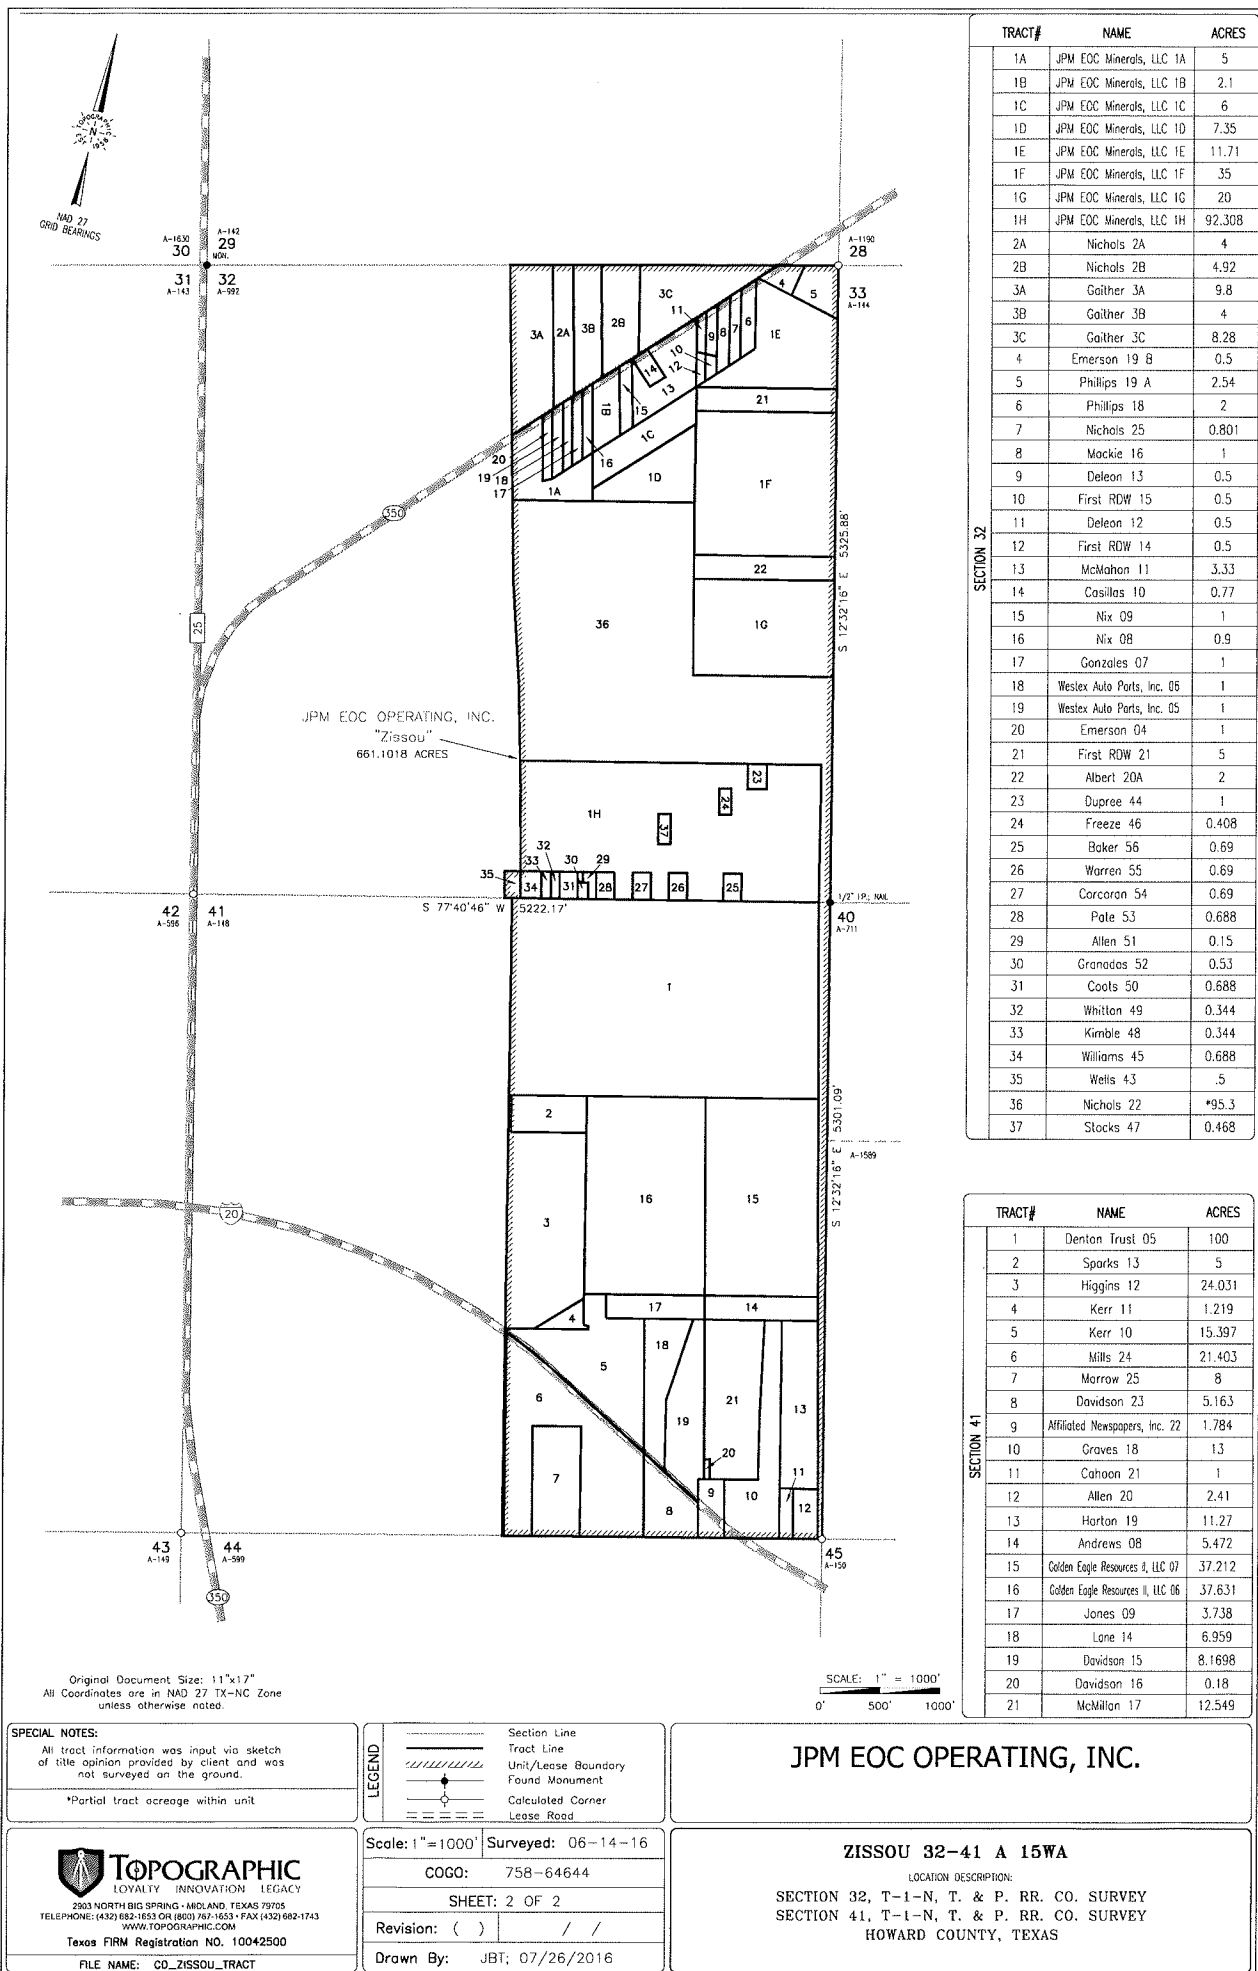 NAD 27
GRID BEARINGS
TOPOGRAPHIC
N
EST 1958
A-1630
30
A-142
29
MON.
31
A-143
32
A-992
A-1190
28
33
A-144
3A
2A
3B
2B
3C
11
4
5
9
8
7
6
1E
10
12
14
13
21
15
1B
1C
20
19
18
17
16
1A
1D
1F
350
22
36
1G
25
S 12°32'16" E 5325.88'
JPM EOC OPERATING, INC.
"Zissou"
661.1018 ACRES
23
24
37
1H
32
33
30
29
35
34
31
28
27
26
25
S 77°40'46" W 5222.17'
1/2" I.P.; NAIL
42
A-596
41
A-148
40
A-711
1
2
S 12°32'16" E 5301.09'
A-1589
16
15
3
20
4
17
14
5
18
6
21
13
19
20
7
11
9
10
8
12
43
A-149
44
A-599
45
A-150
350
TRACT# NAME ACRES
SECTION 32
1A JPM EOC Minerals, LLC 1A 5
1B JPM EOC Minerals, LLC 1B 2.1
1C JPM EOC Minerals, LLC 1C 6
1D JPM EOC Minerals, LLC 1D 7.35
1E JPM EOC Minerals, LLC 1E 11.71
1F JPM EOC Minerals, LLC 1F 35
1G JPM EOC Minerals, LLC 1G 20
1H JPM EOC Minerals, LLC 1H 92.308
2A Nichols 2A 4
2B Nichols 2B 4.92
3A Gaither 3A 9.8
3B Gaither 3B 4
3C Gaither 3C 8.28
4 Emerson 19 B 0.5
5 Phillips 19 A 2.54
6 Phillips 18 2
7 Nichols 25 0.801
8 Mackie 16 1
9 Deleon 13 0.5
10 First RDW 15 0.5
11 Deleon 12 0.5
12 First RDW 14 0.5
13 McMahon 11 3.33
14 Casillas 10 0.77
15 Nix 09 1
16 Nix 08 0.9
17 Gonzales 07 1
18 Westex Auto Parts, Inc. 06 1
19 Westex Auto Parts, Inc. 05 1
20 Emerson 04 1
21 First RDW 21 5
22 Albert 20A 2
23 Dupree 44 1
24 Freeze 46 0.408
25 Baker 56 0.69
26 Warren 55 0.69
27 Corcoran 54 0.69
28 Pate 53 0.688
29 Allen 51 0.15
30 Granados 52 0.53
31 Coots 50 0.688
32 Whitton 49 0.344
33 Kimble 48 0.344
34 Williams 45 0.688
35 Wells 43 .5
36 Nichols 22 *95.3
37 Stocks 47 0.468
TRACT# NAME ACRES
SECTION 41
1 Denton Trust 05 100
2 Sparks 13 5
3 Higgins 12 24.031
4 Kerr 11 1.219
5 Kerr 10 15.397
6 Mills 24 21.403
7 Marrow 25 8
8 Davidson 23 5.163
9 Affiliated Newspapers, Inc. 22 1.784
10 Graves 18 13
11 Cahoon 21 1
12 Allen 20 2.41
13 Harton 19 11.27
14 Andrews 08 5.472
15 Golden Eagle Resources II, LLC 07 37.212
16 Golden Eagle Resources II, LLC 06 37.631
17 Jones 09 3.738
18 Lane 14 6.959
19 Davidson 15 8.1698
20 Davidson 16 0.18
21 McMillan 17 12.549
Original Document Size: 11"x17"
All Coordinates are in NAD 27 TX-NC Zone
unless otherwise noted.
SCALE: 1" = 1000'
0' 500' 1000'
SPECIAL NOTES:
All tract information was input via sketch
of title opinion provided by client and was
not surveyed on the ground.
*Partial tract acreage within unit
LEGEND
Section Line
Tract Line
Unit/Lease Boundary
Found Monument
Calculated Corner
Lease Road
JPM EOC OPERATING, INC.
TOPOGRAPHIC
LOYALTY INNOVATION LEGACY
2903 NORTH BIG SPRING • MIDLAND, TEXAS 79705
TELEPHONE: (432) 682-1653 OR (800) 767-1653 • FAX (432) 682-1743
WWW.TOPOGRAPHIC.COM
Texas FIRM Registration NO. 10042500
FILE NAME: CD_ZISSOU_TRACT
Scale: 1"=1000' Surveyed: 06-14-16
COGO: 758-64644
SHEET: 2 OF 2
Revision: ( ) / /
Drawn By: JBT; 07/26/2016
ZISSOU 32-41 A 15WA
LOCATION DESCRIPTION:
SECTION 32, T-1-N, T. & P. RR. CO. SURVEY
SECTION 41, T-1-N, T. & P. RR. CO. SURVEY
HOWARD COUNTY, TEXAS